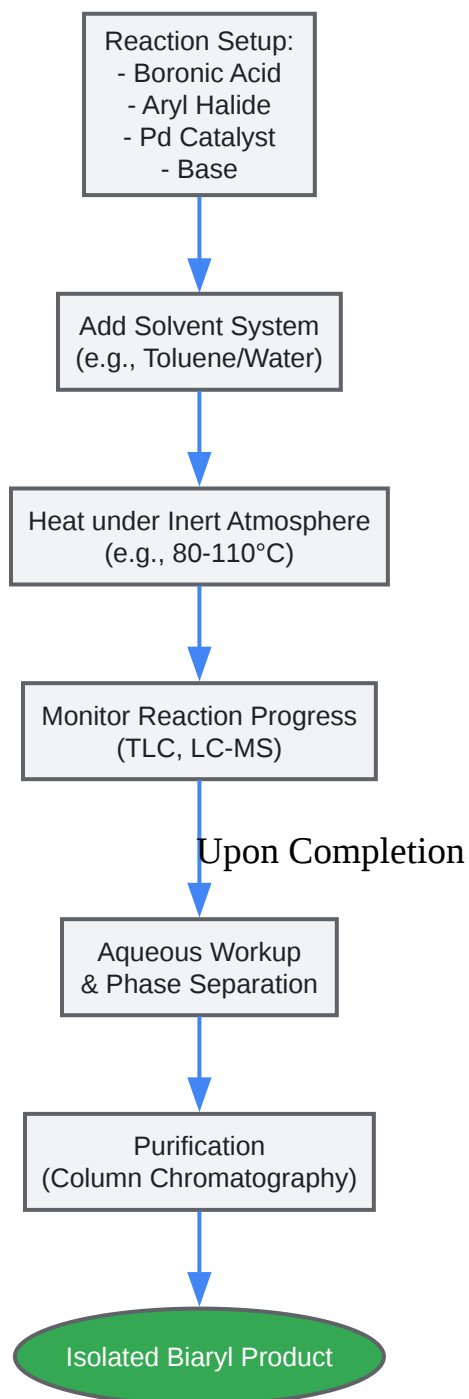 Reaction Setup:
- Boronic Acid
- Aryl Halide
- Pd Catalyst
- Base
Add Solvent System
(e.g., Toluene/Water)
Heat under Inert Atmosphere
(e.g., 80-110°C)
Monitor Reaction Progress
(TLC, LC-MS)
Upon Completion
Aqueous Workup
& Phase Separation
Purification
(Column Chromatography)
Isolated Biaryl Product